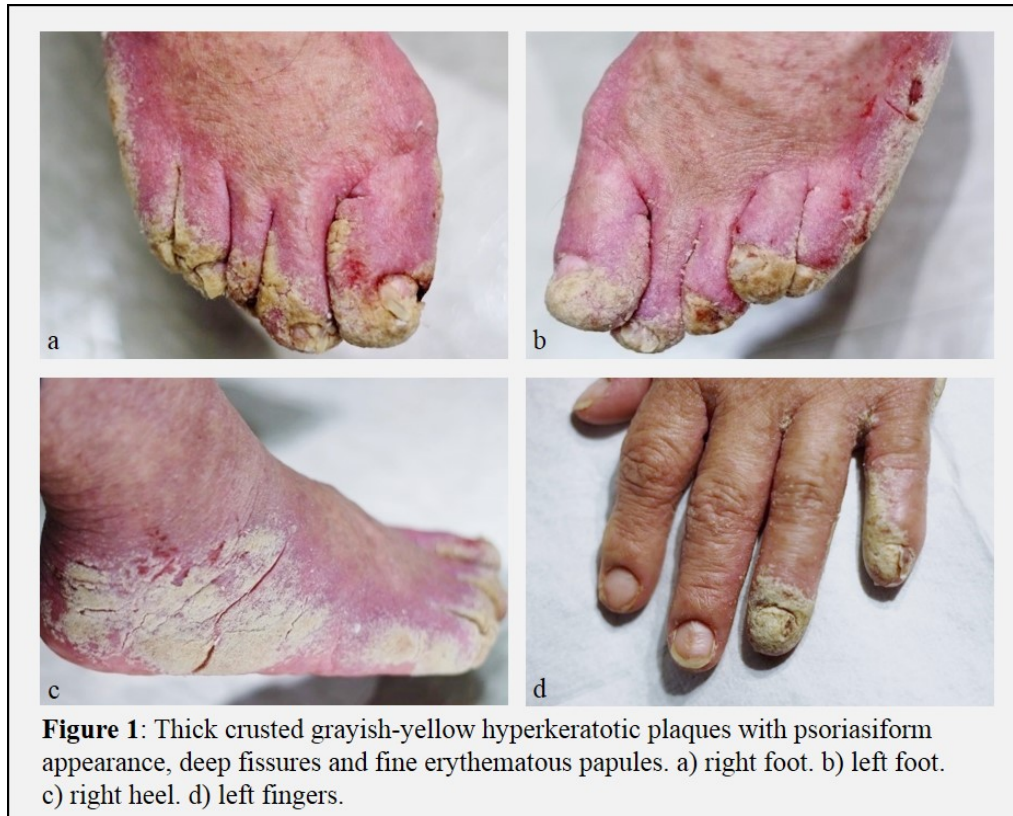 a
b
c
d
Figure 1: Thick crusted grayish-yellow hyperkeratotic plaques with psoriasiform
appearance, deep fissures and fine erythematous papules. a) right foot. b) left foot.
c) right heel. d) left fingers.